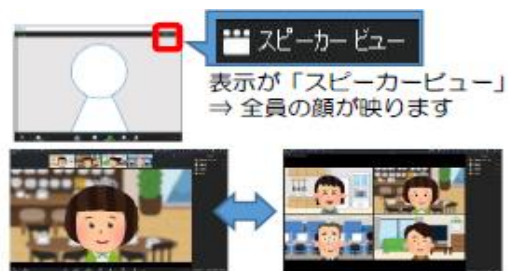 スピーカービュー
表示が「スピーカービュー」
⇒ 全員の顔が映ります